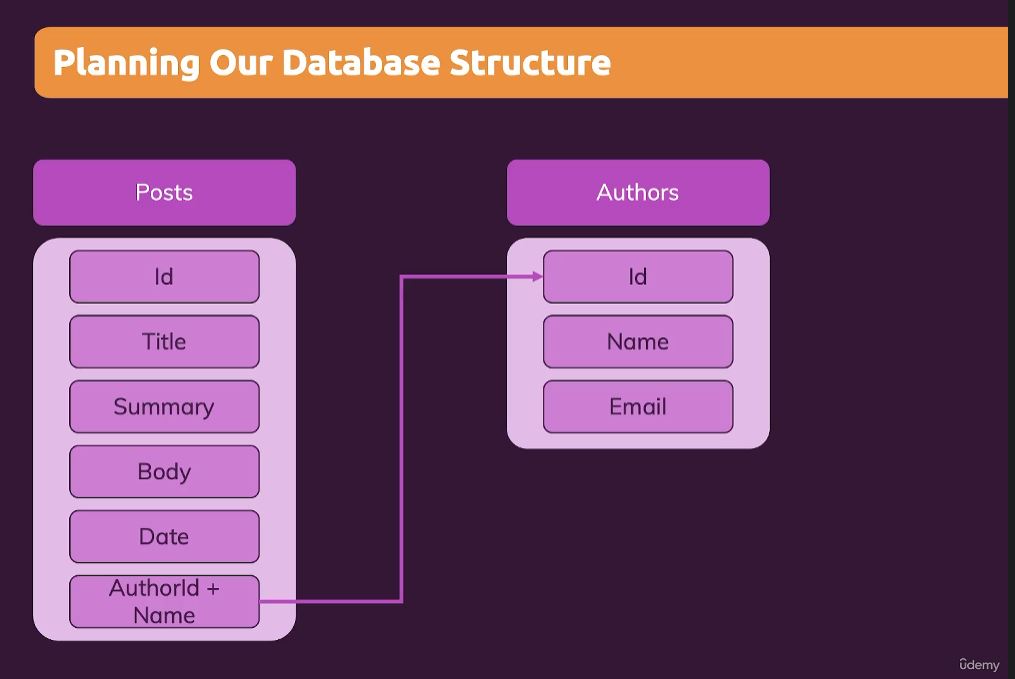 Planning Our Database Structure
Posts
Authors
Id
Title
Summary
Body
Date
AuthorId +
Name
Id
Name
Email
ûdemy